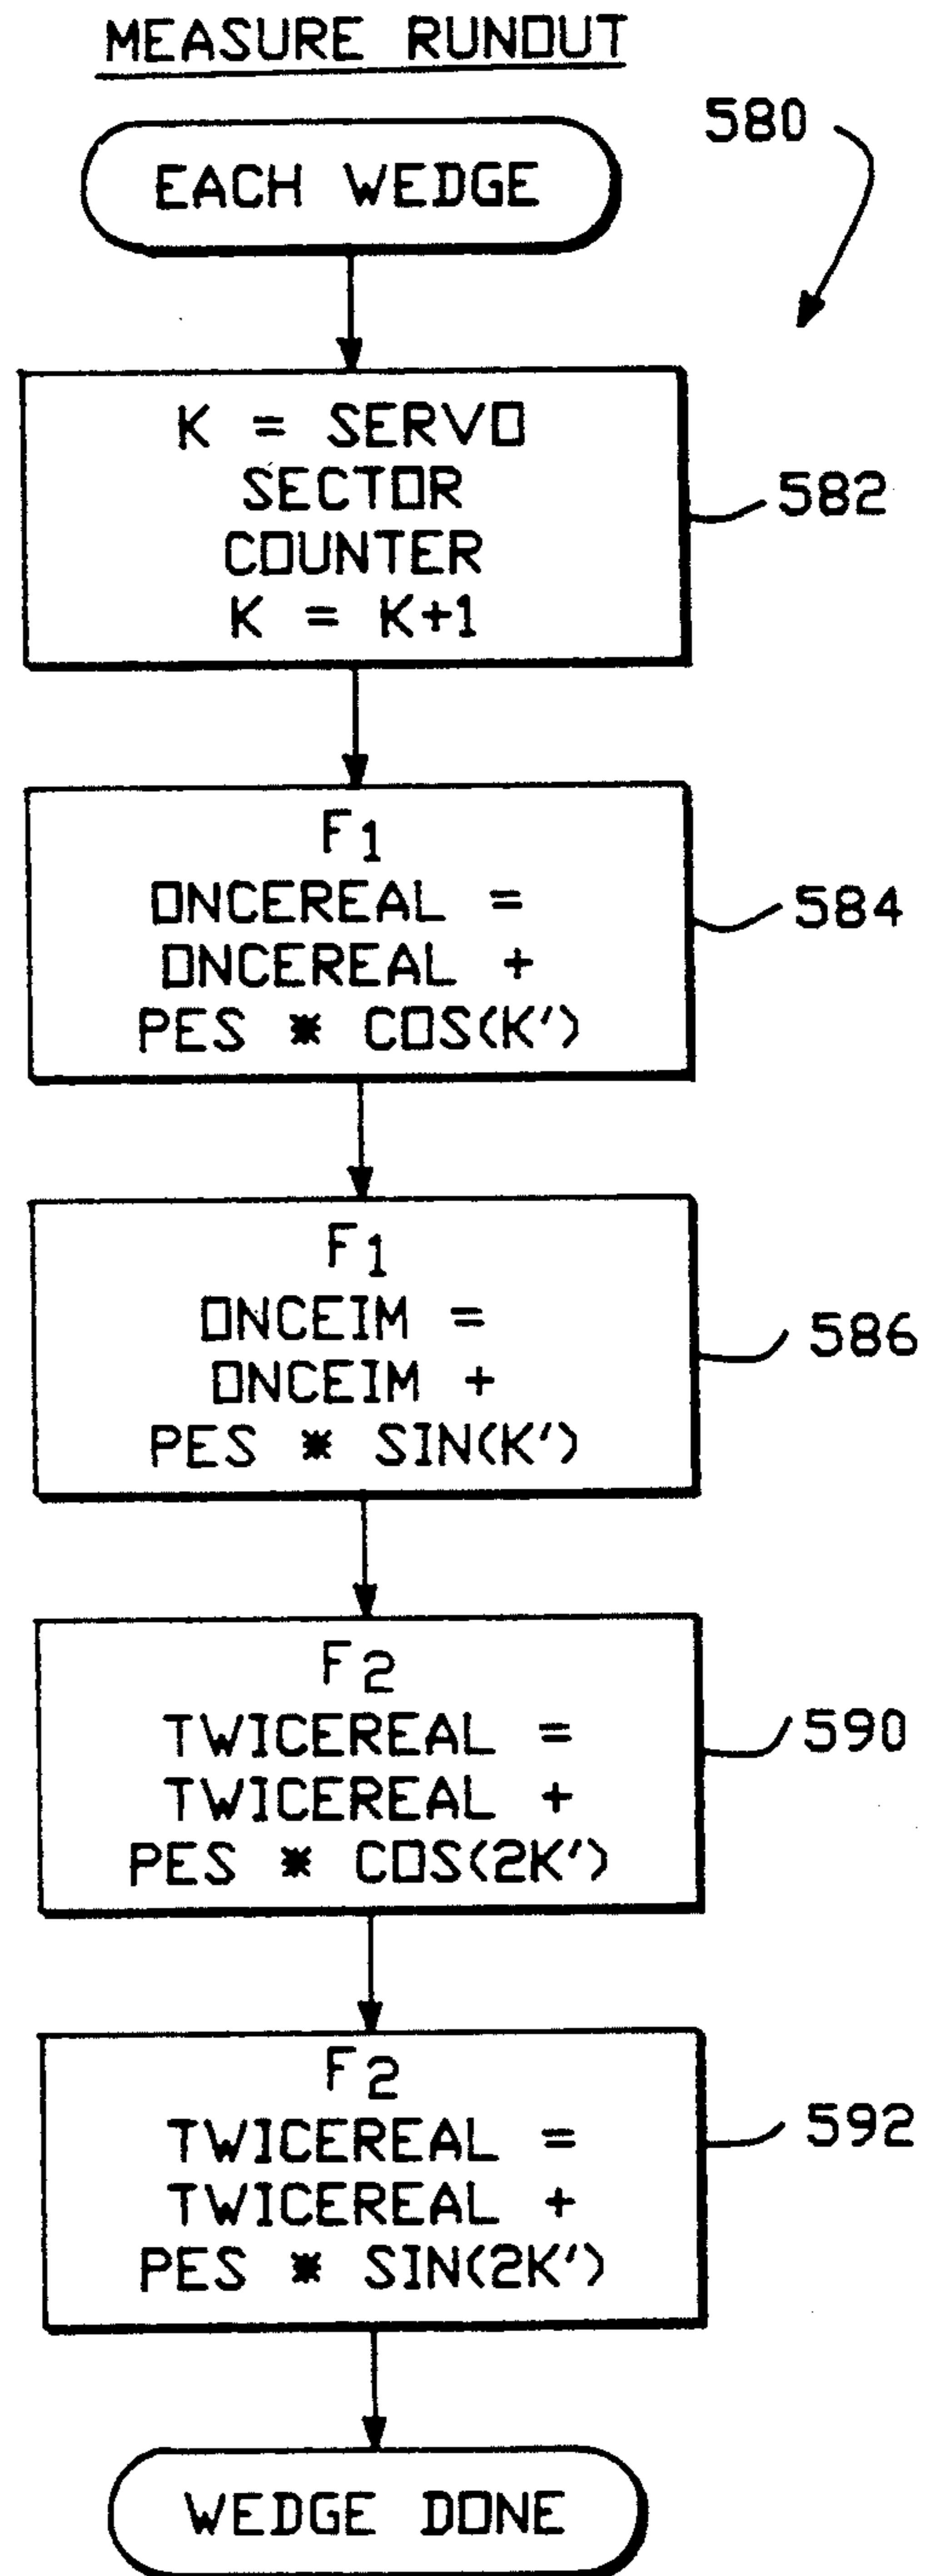 MEASURE RUNOUT
580
EACH WEDGE
K = SERVO
SECTOR
COUNTER
K = K+1
582
F1
ONCEREAL =
ONCEREAL +
PES * COS(K')
584
F1
ONCEIM =
ONCEIM +
PES * SIN(K')
586
F2
TWICEREAL =
TWICEREAL +
PES * COS(2K')
590
F2
TWICEREAL =
TWICEREAL +
PES * SIN(2K')
592
WEDGE DONE